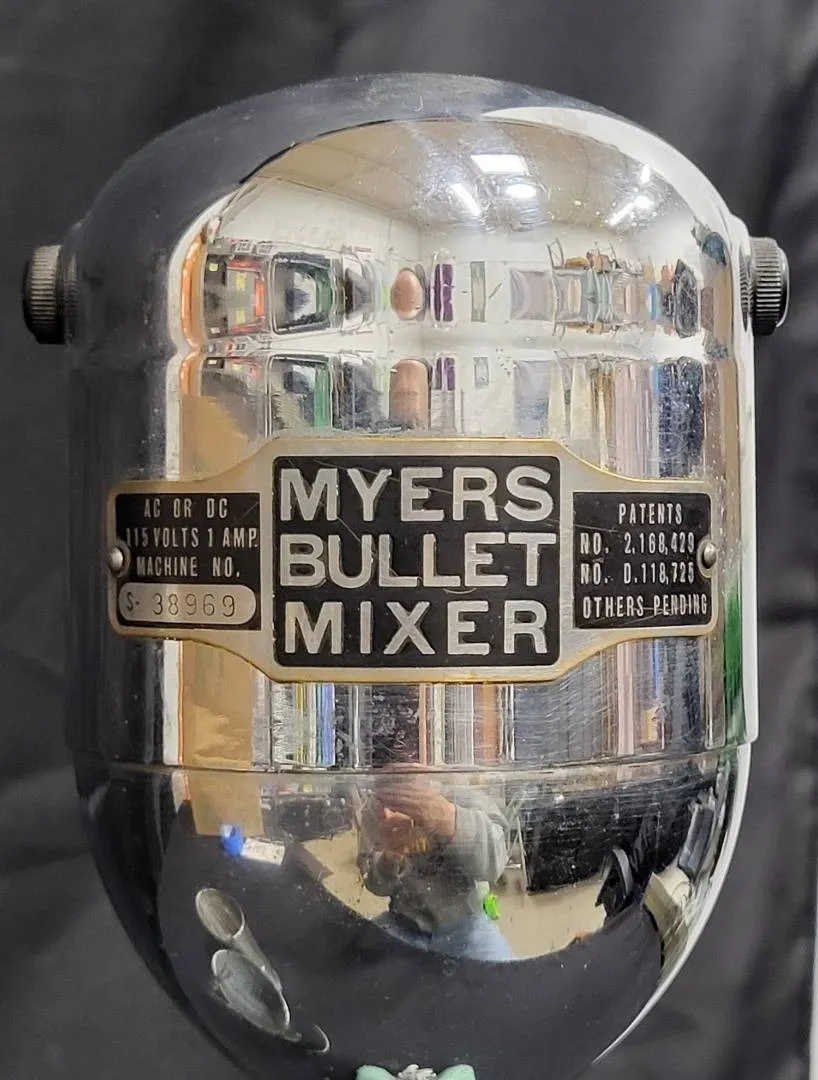 AC OR DC
115 VOLTS 1 AMP.
MACHINE NO.
S- 38969
MYERS
BULLET
MIXER
PATENTS
NO. 2,168,429
NO. D.118,725
OTHERS PENDING